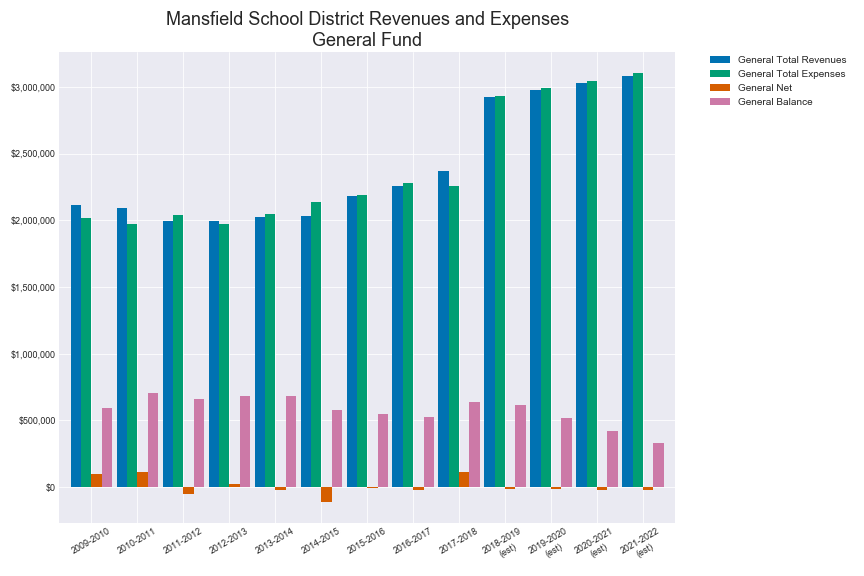 Mansfield School District Revenues and Expenses
General Fund
General Total Revenues
General Total Expenses
General Net
General Balance
$3,000,000
$2,500,000
$2,000,000
$1,500,000
$1,000,000
$500,000
$0
2009-2010
2010-2011
2011-2012
2012-2013
2013-2014
2014-2015
2015-2016
2016-2017
2017-2018
2018-2019
(est)
2019-2020
(est)
2020-2021
(est)
2021-2022
(est)